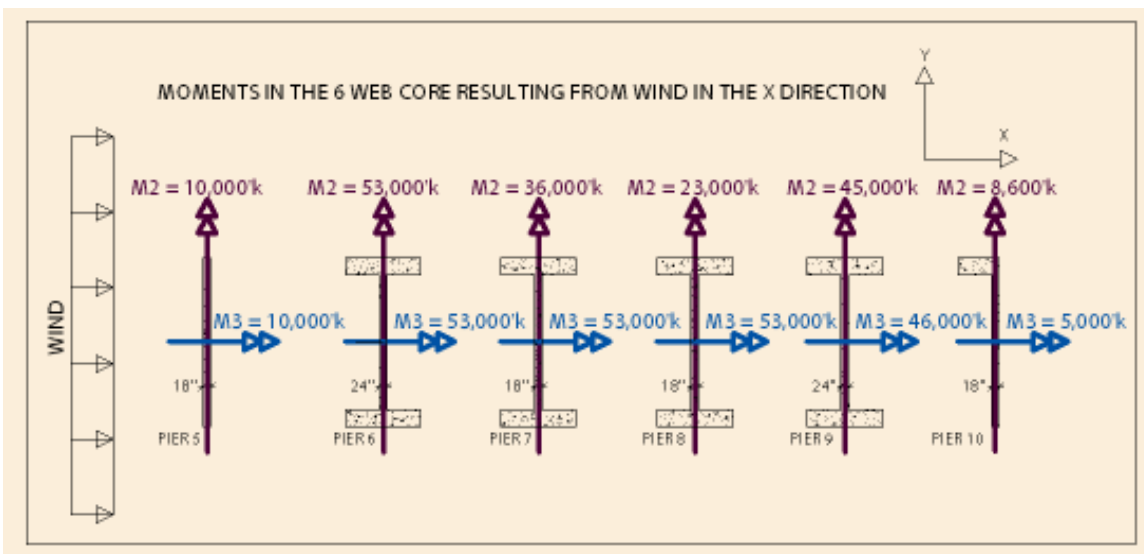 Y
MOMENTS IN THE 6 WEB CORE RESULTING FROM WIND IN THE X DIRECTION
X
M2 = 10,000'k M2 = 53,000'k M2 = 36,000'k M2 = 23,000'k M2 = 45,000'k M2 = 8,600'k
WIND
M3 = 10,000'k M3 = 53,000'k M3 = 53,000'k M3 = 53,000'k M3 = 46,000'k M3 = 5,000'k
18" 24" 18" 18" 24" 18"
PIER 5 PIER 6 PIER 7 PIER 8 PIER 9 PIER 10